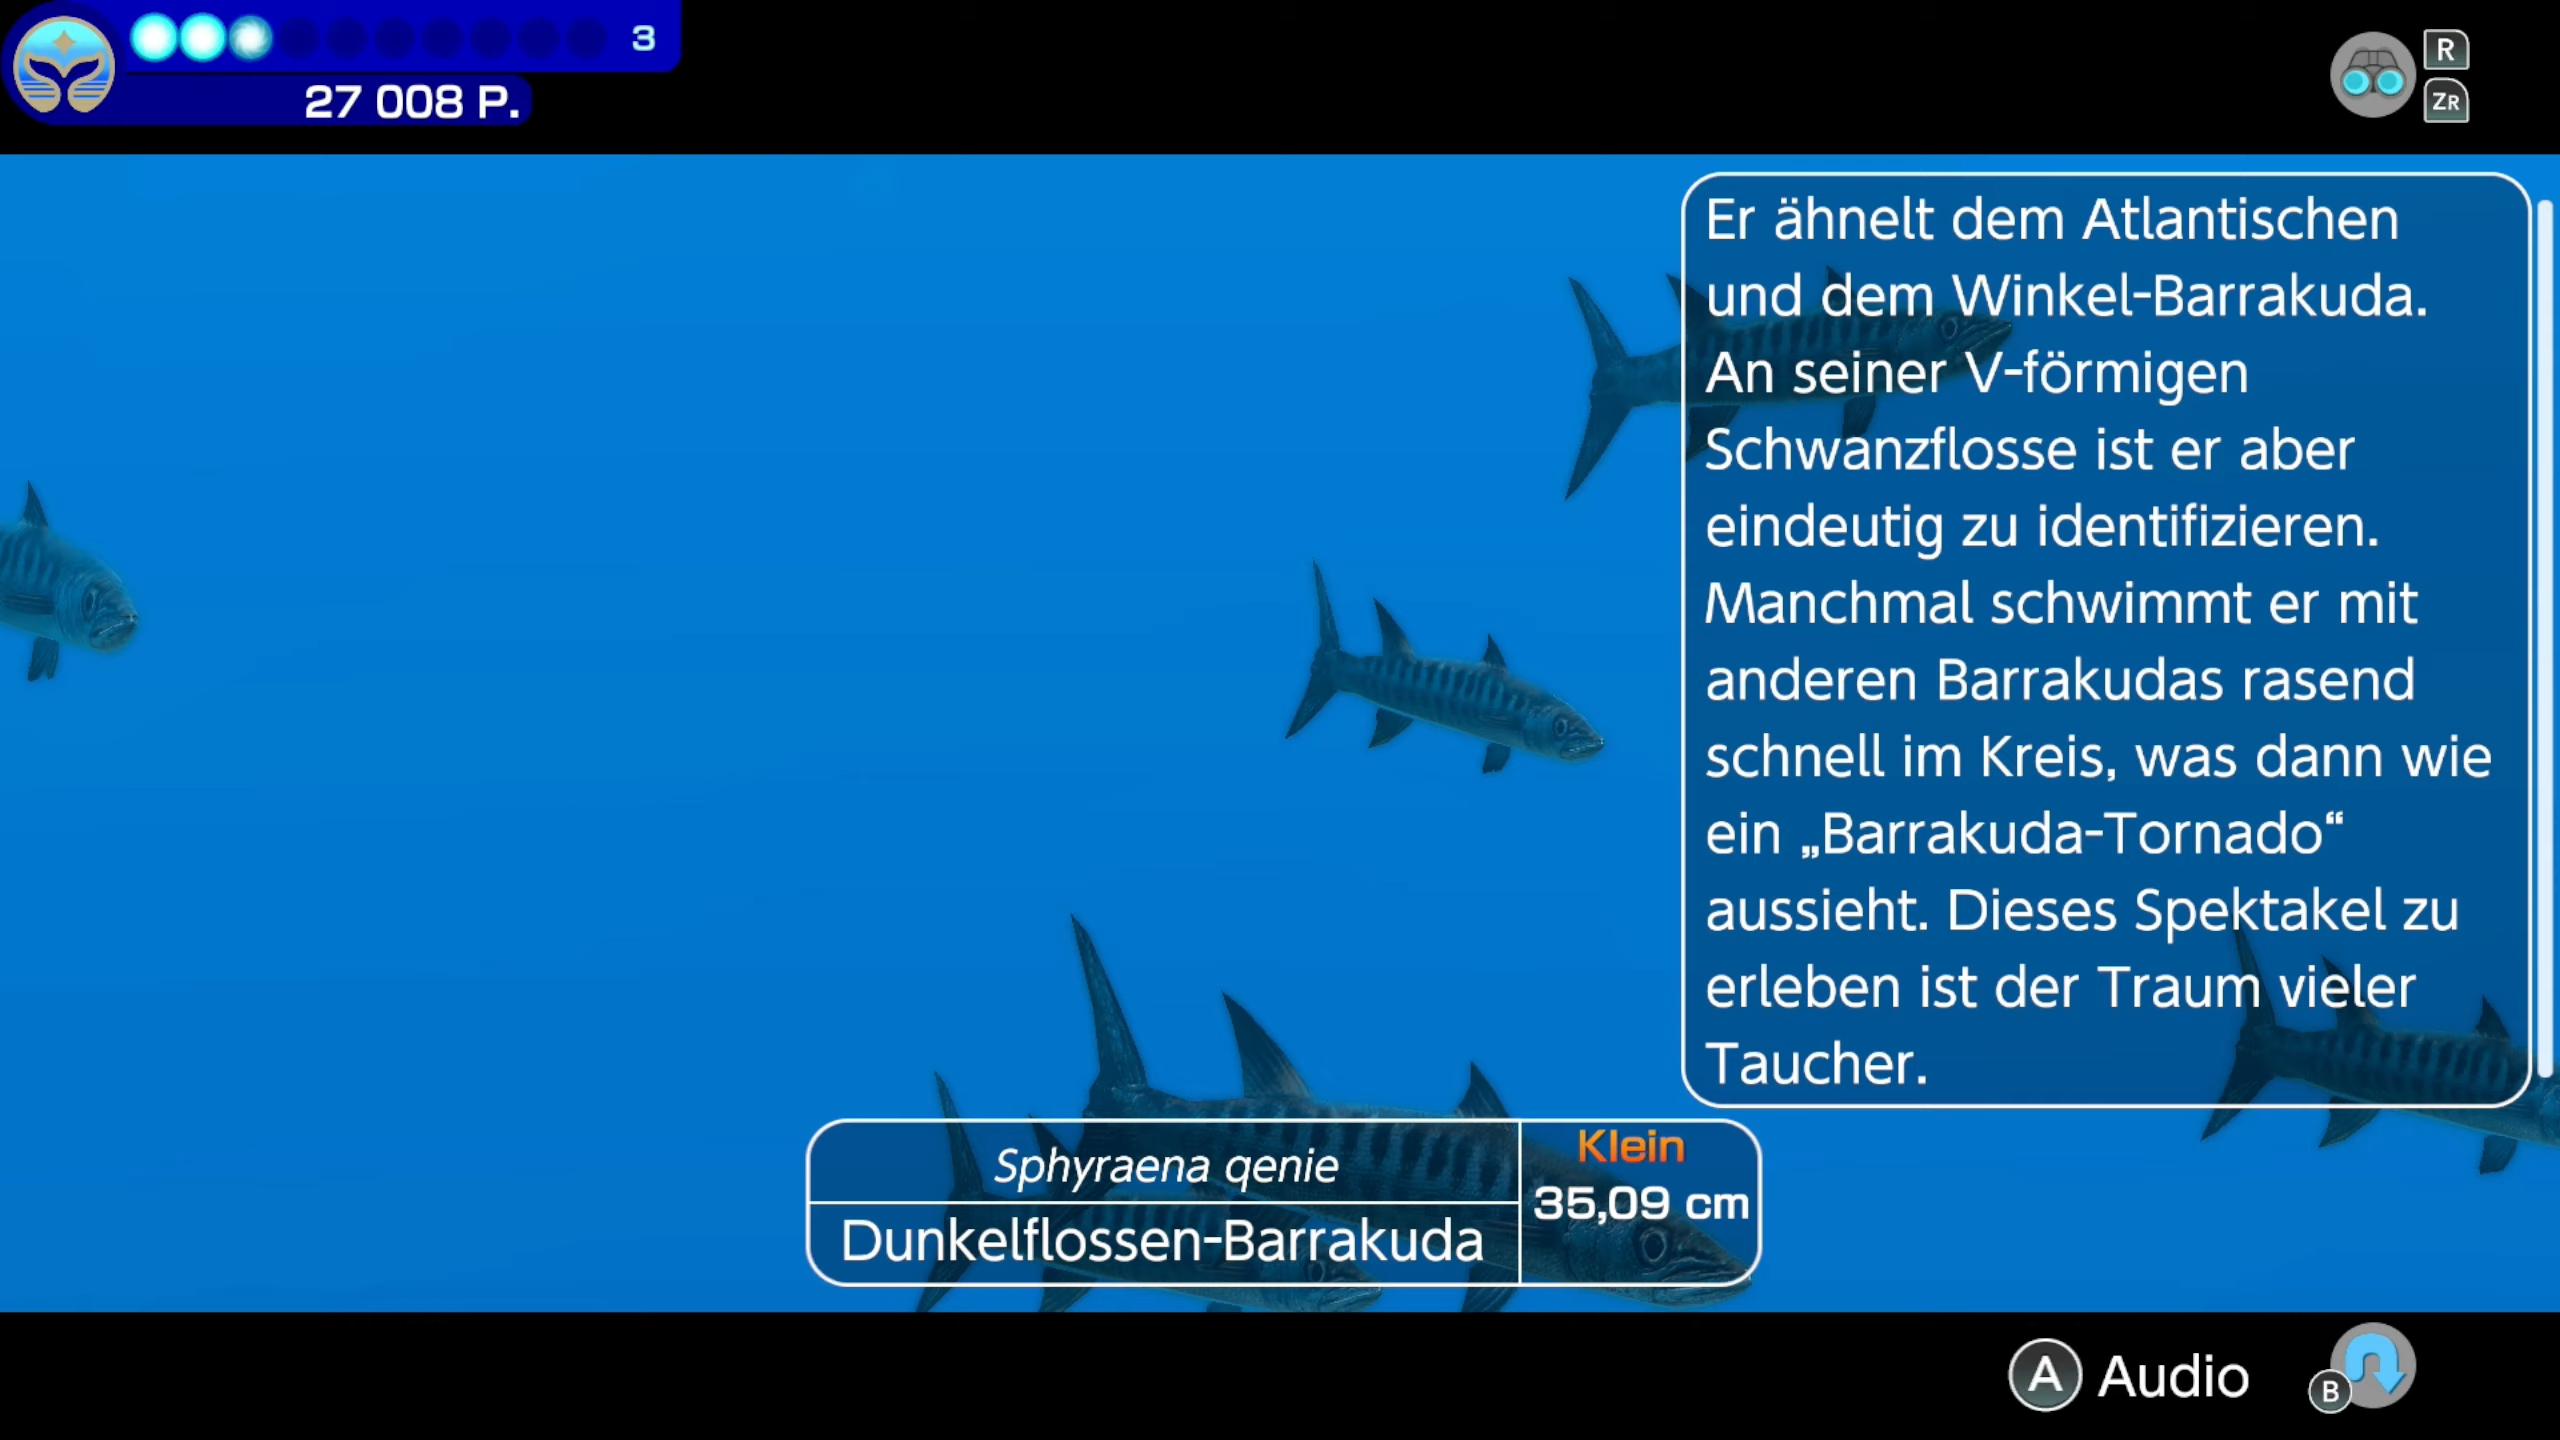 3
27 008 P.
R
ZR
Er ähnelt dem Atlantischen
und dem Winkel-Barrakuda.
An seiner V-förmigen
Schwanzflosse ist er aber
eindeutig zu identifizieren.
Manchmal schwimmt er mit
anderen Barrakudas rasend
schnell im Kreis, was dann wie
ein „Barrakuda-Tornado“
aussieht. Dieses Spektakel zu
erleben ist der Traum vieler
Taucher.
Sphyraena qenie
Dunkelflossen-Barrakuda
Klein
35,09 cm
A Audio
B